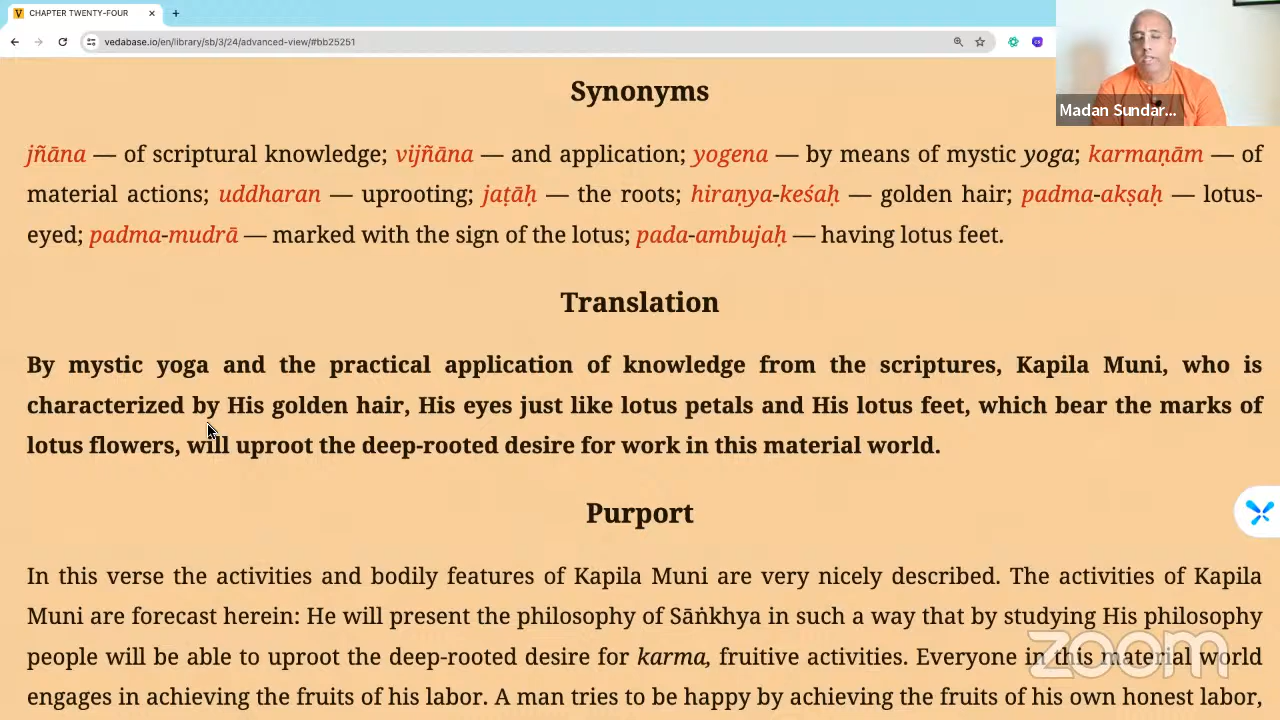 CHAPTER TWENTY-FOUR
vedabase.io/en/library/sb/3/24/advanced-view/#bb25251
Madan Sundar...
Synonyms
jñāna — of scriptural knowledge; vijñāna — and application; yogena — by means of mystic yoga; karmaṇām — of
material actions; uddharan — uprooting; jaṭāḥ — the roots; hiraṇya-keśaḥ — golden hair; padma-akṣaḥ — lotus-
eyed; padma-mudrā — marked with the sign of the lotus; pada-ambujaḥ — having lotus feet.
Translation
By mystic yoga and the practical application of knowledge from the scriptures, Kapila Muni, who is
characterized by His golden hair, His eyes just like lotus petals and His lotus feet, which bear the marks of
lotus flowers, will uproot the deep-rooted desire for work in this material world.
Purport
In this verse the activities and bodily features of Kapila Muni are very nicely described. The activities of Kapila
Muni are forecast herein: He will present the philosophy of Sāṅkhya in such a way that by studying His philosophy
people will be able to uproot the deep-rooted desire for karma, fruitive activities. Everyone in this material world
engages in achieving the fruits of his labor. A man tries to be happy by achieving the fruits of his own honest labor,
zoom